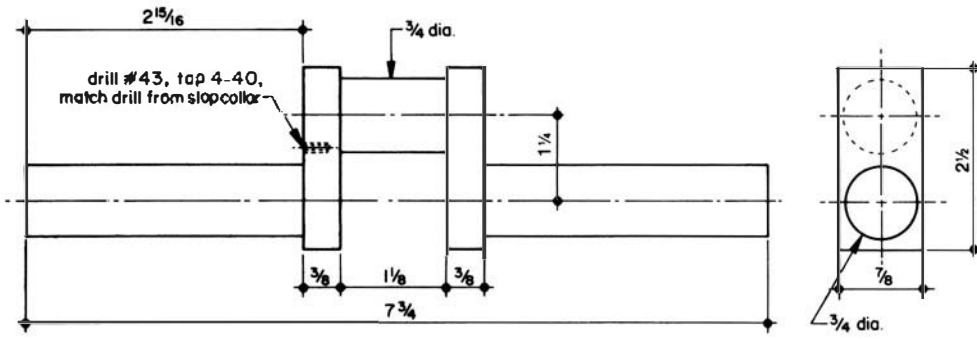 2 15/16
3/4 dia.
drill #43, tap 4-40,
match drill from slopcollar
1 1/4
2 1/2
3/8
1 1/8
3/8
7/8
7 3/4
3/4 dia.